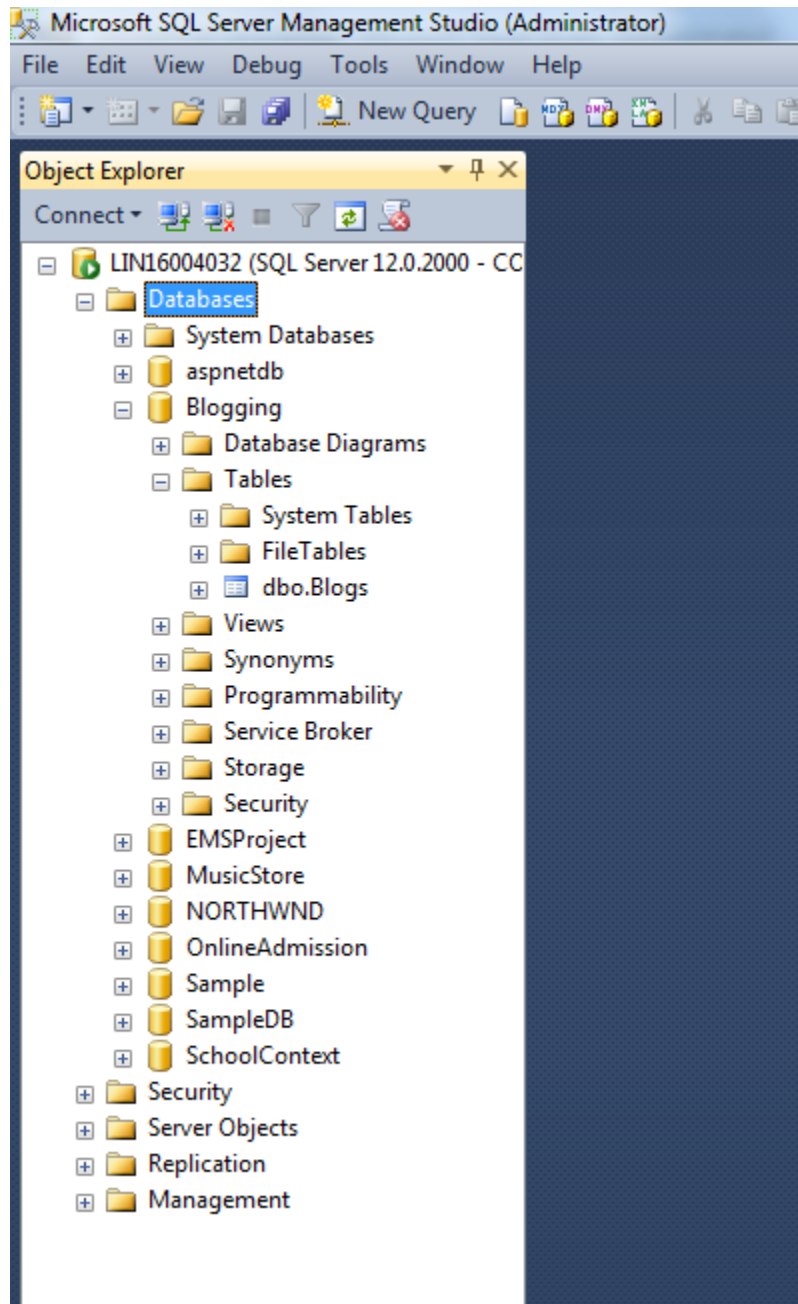 Microsoft SQL Server Management Studio (Administrator)
File Edit View Debug Tools Window Help
New Query
Object Explorer
Connect
LIN16004032 (SQL Server 12.0.2000 - CO
Databases
System Databases
aspnetdb
Blogging
Database Diagrams
Tables
System Tables
FileTables
dbo.Blogs
Views
Synonyms
Programmability
Service Broker
Storage
Security
EMSProject
MusicStore
NORTHWND
OnlineAdmission
Sample
SampleDB
SchoolContext
Security
Server Objects
Replication
Management